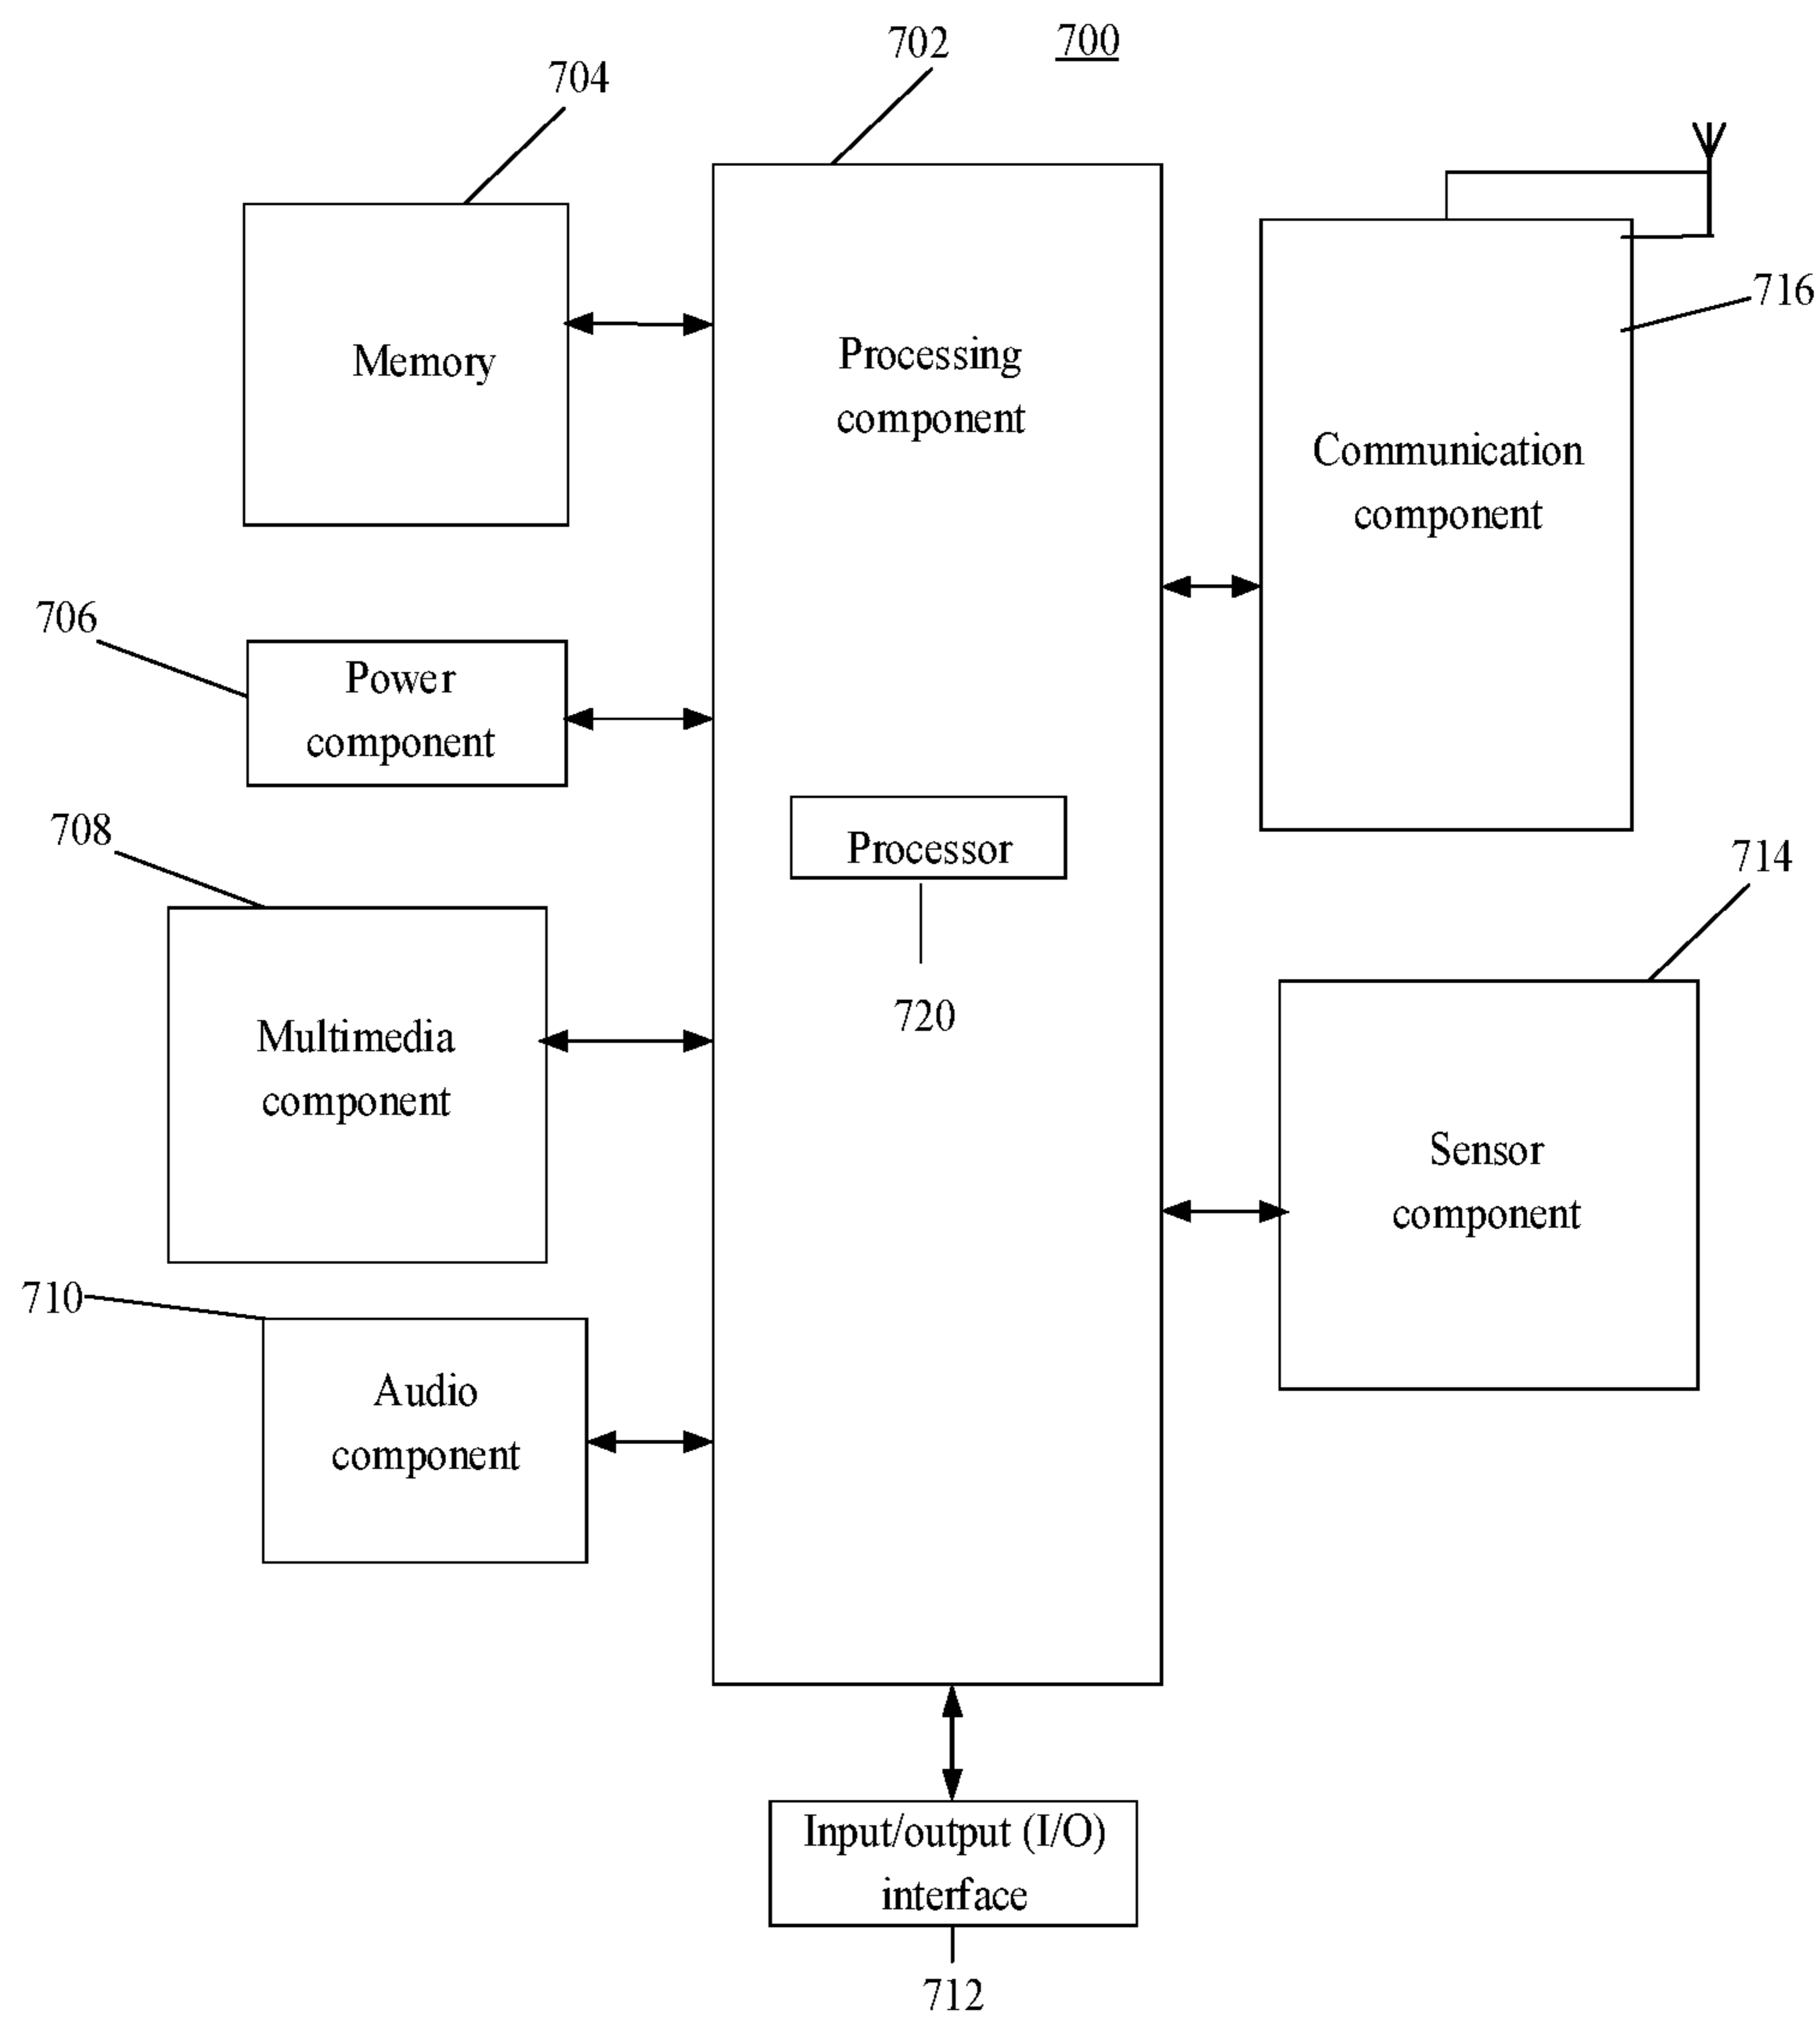 702
700
704
716
Memory
Processing
component
Communication
component
706
Power
component
708
Processor
714
720
Multimedia
component
Sensor
component
710
Audio
component
Input/output (I/O)
interface
712